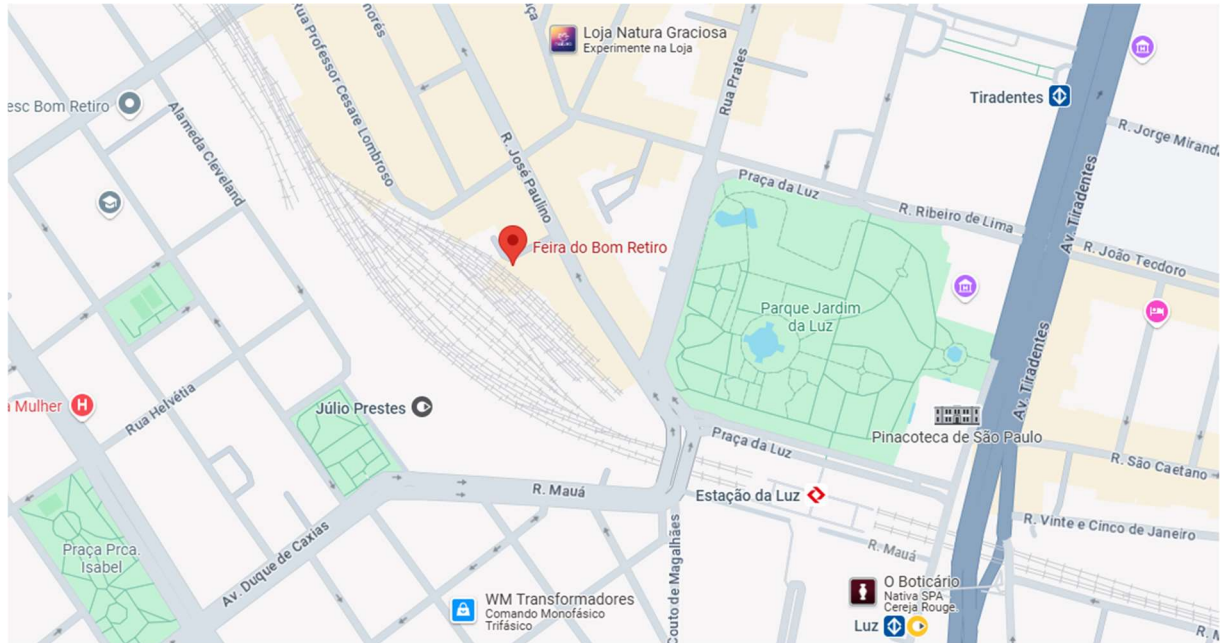 Loja Natura Graciosa
Experimente na Loja
Rua Professor Cesare Lombroso
Rua Prates
esc Bom Retiro
Alameda Cleveland
Tiradentes
R. Jorge Mirand
R. José Paulino
Praça da Luz
R. Ribeiro de Lima
Av. Tiradentes
R. João Teodoro
Feira do Bom Retiro
Parque Jardim
da Luz
Av. Tiradentes
Mulher
H
Rua Helvétia
Júlio Prestes
Pinacoteca de São Paulo
Praça da Luz
R. São Caetano
R. Mauá
Estação da Luz
R. Vinte e Cinco de Janeiro
Praça Prca.
Isabel
Av. Duque de Caxias
Couto de Magalhães
R. Mauá
WM Transformadores
Comando Monofásico
Trifásico
O Boticário
Nativa SPA
Cereja Rouge.
Luz